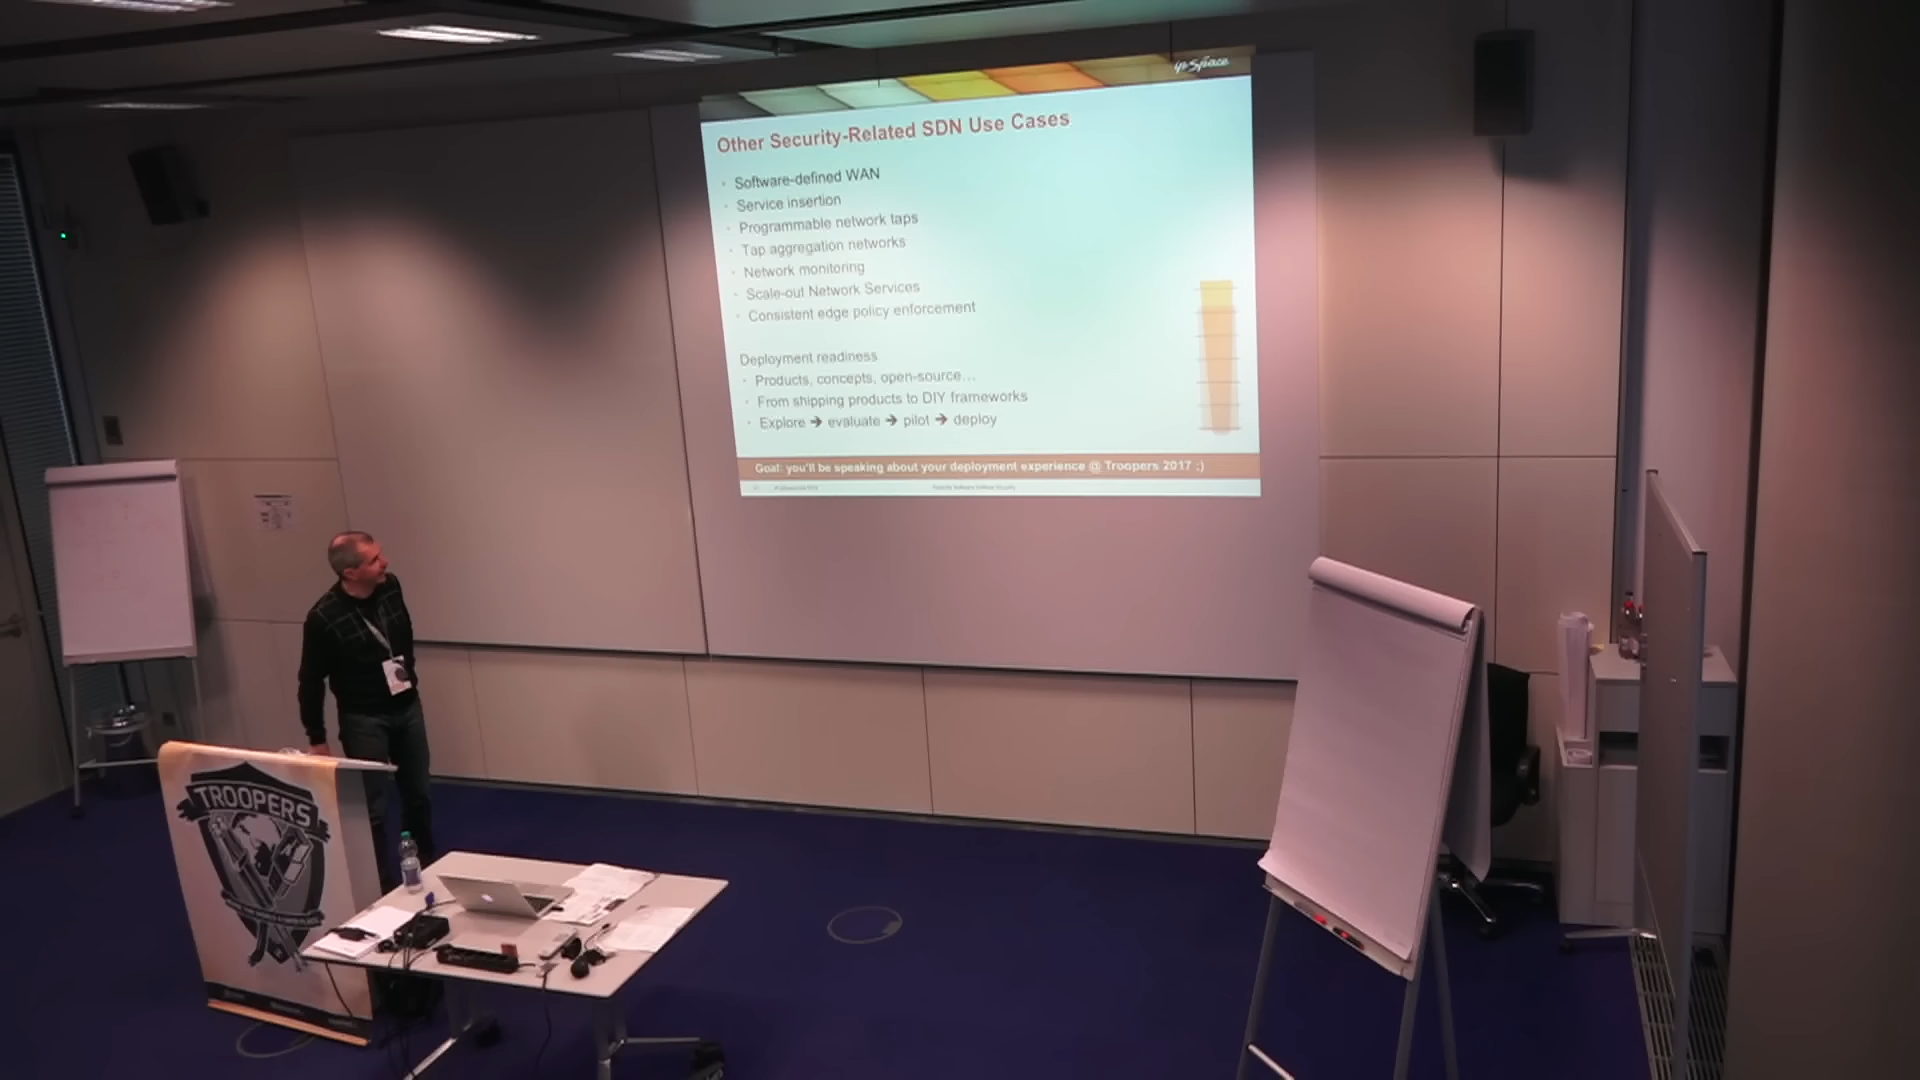 ip Space
Other Security-Related SDN Use Cases
• Software-defined WAN
• Service insertion
• Programmable network taps
• Tap aggregation networks
• Network monitoring
• Scale-out Network Services
• Consistent edge policy enforcement
Deployment readiness
• Products, concepts, open-source…
• From shipping products to DIY frameworks
• Explore ➔ evaluate ➔ pilot ➔ deploy
Goal: you'll be speaking about your deployment experience @ Troopers 2017 ;)
TROOPERS